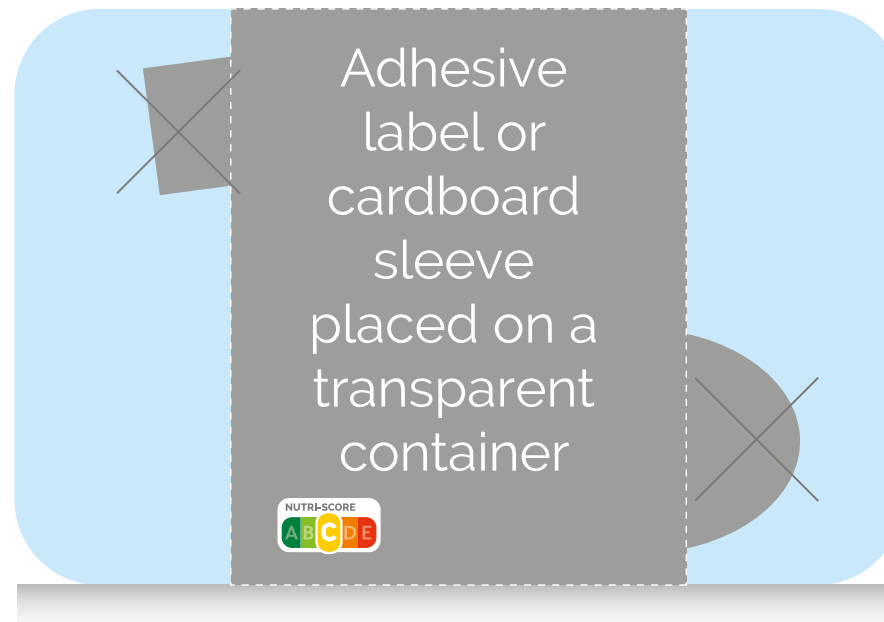 Adhesive
label or
cardboard
sleeve
placed on a
transparent
container
NUTRI-SCORE
A B C D E